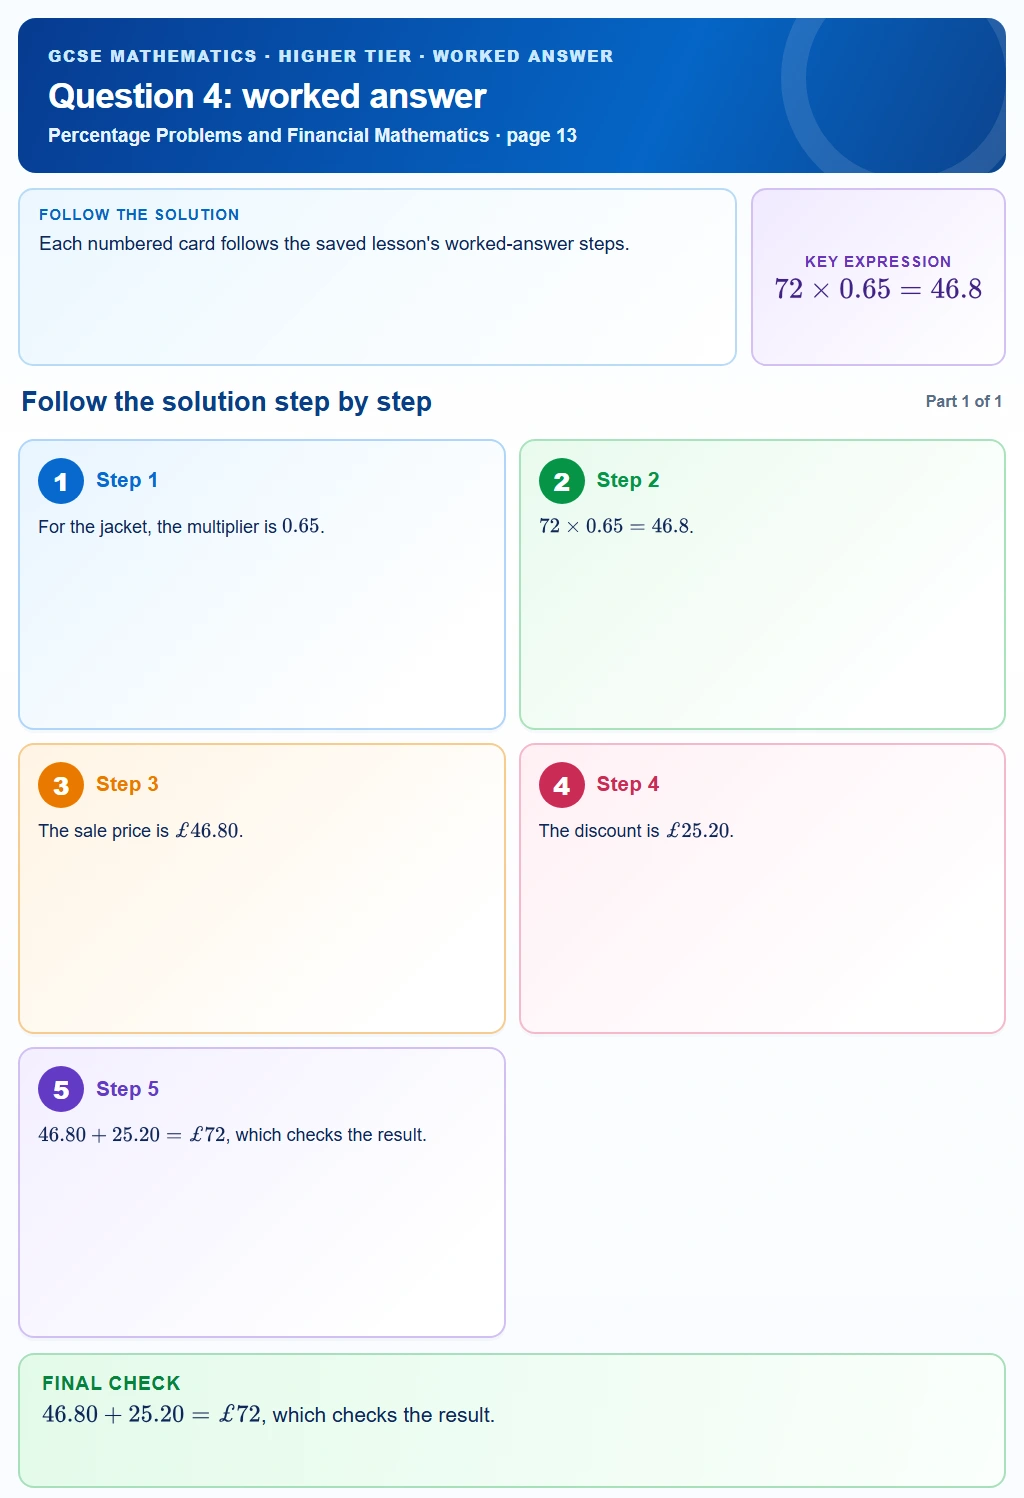 GCSE MATHEMATICS · HIGHER TIER · WORKED ANSWER
Question 4: worked answer
Percentage Problems and Financial Mathematics · page 13
FOLLOW THE SOLUTION
Each numbered card follows the saved lesson's worked-answer steps.
KEY EXPRESSION
72 × 0.65 = 46.8
Follow the solution step by step
Part 1 of 1
1 Step 1
For the jacket, the multiplier is 0.65.
2 Step 2
72 × 0.65 = 46.8.
3 Step 3
The sale price is £46.80.
4 Step 4
The discount is £25.20.
5 Step 5
46.80 + 25.20 = £72, which checks the result.
FINAL CHECK
46.80 + 25.20 = £72, which checks the result.